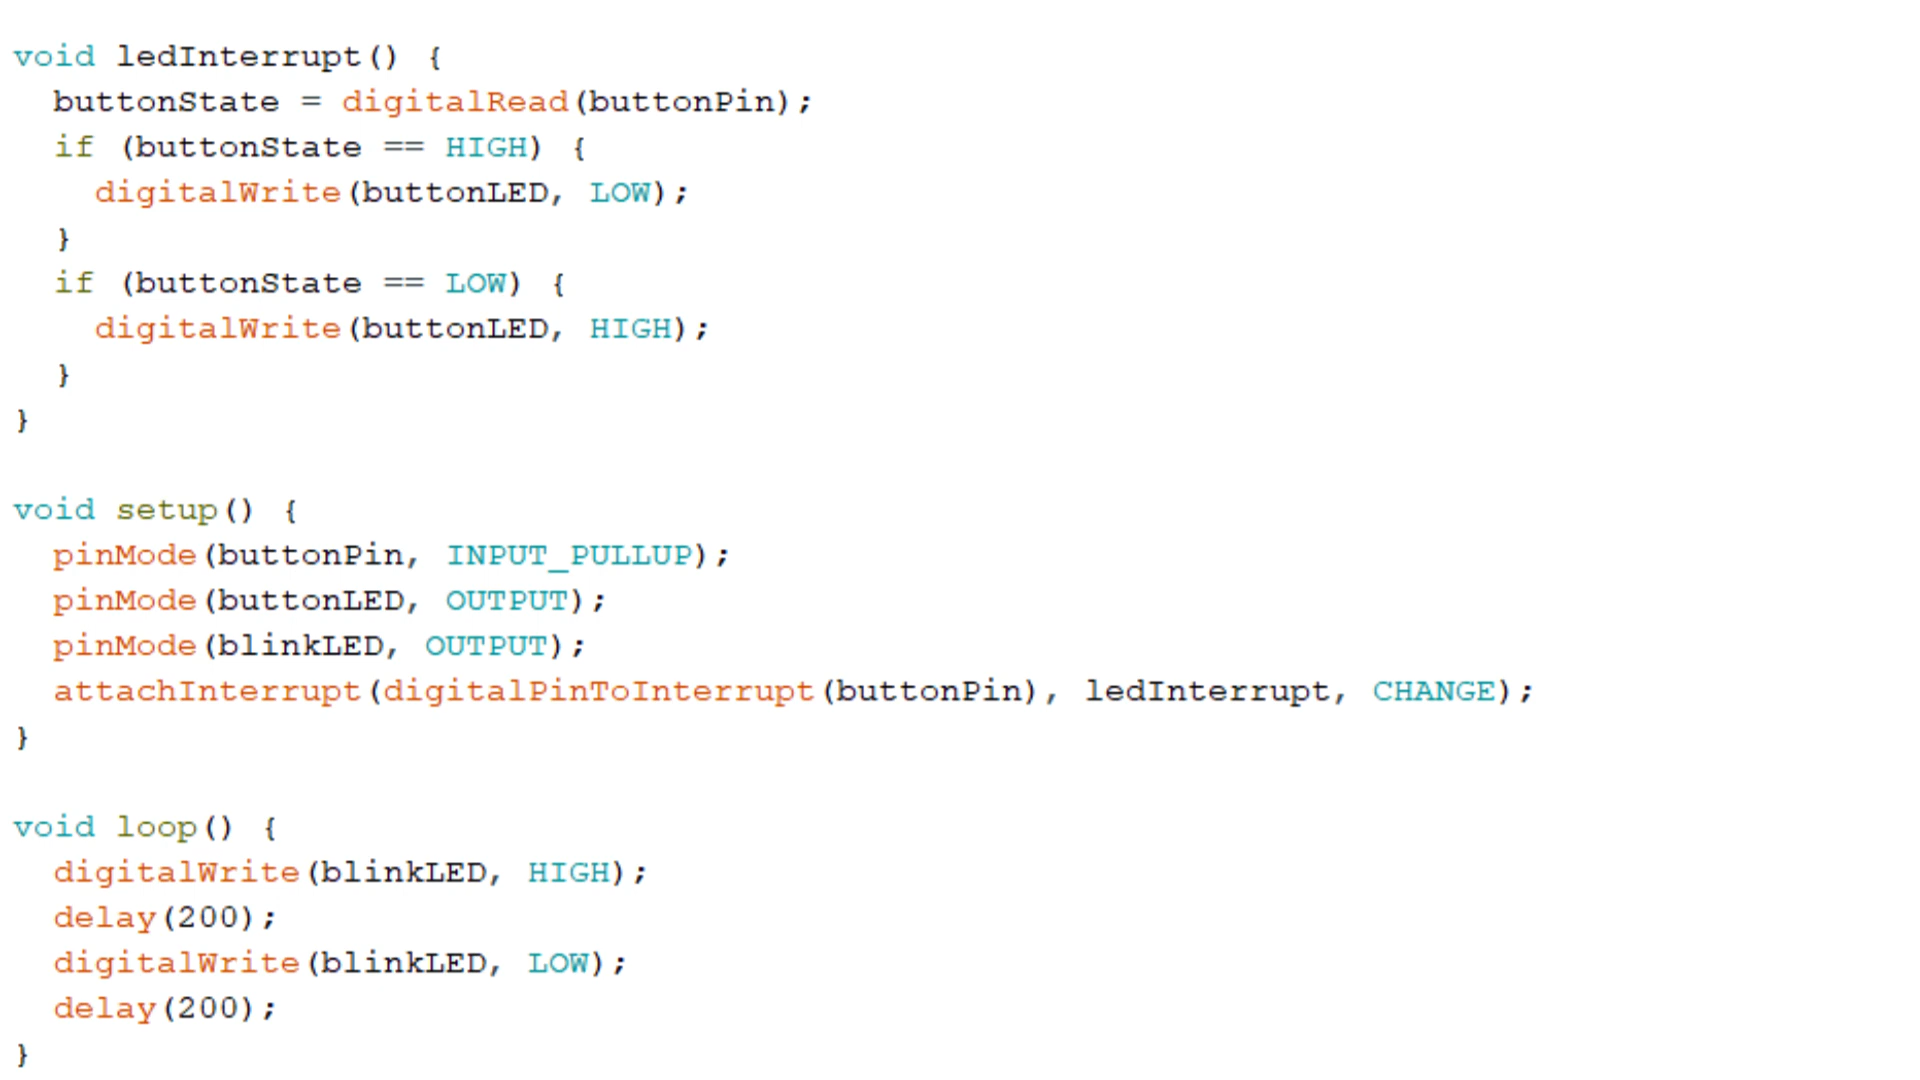 void ledInterrupt() {
  buttonState = digitalRead(buttonPin);
  if (buttonState == HIGH) {
    digitalWrite(buttonLED, LOW);
  }
  if (buttonState == LOW) {
    digitalWrite(buttonLED, HIGH);
  }
}

void setup() {
  pinMode(buttonPin, INPUT_PULLUP);
  pinMode(buttonLED, OUTPUT);
  pinMode(blinkLED, OUTPUT);
  attachInterrupt(digitalPinToInterrupt(buttonPin), ledInterrupt, CHANGE);
}

void loop() {
  digitalWrite(blinkLED, HIGH);
  delay(200);
  digitalWrite(blinkLED, LOW);
  delay(200);
}